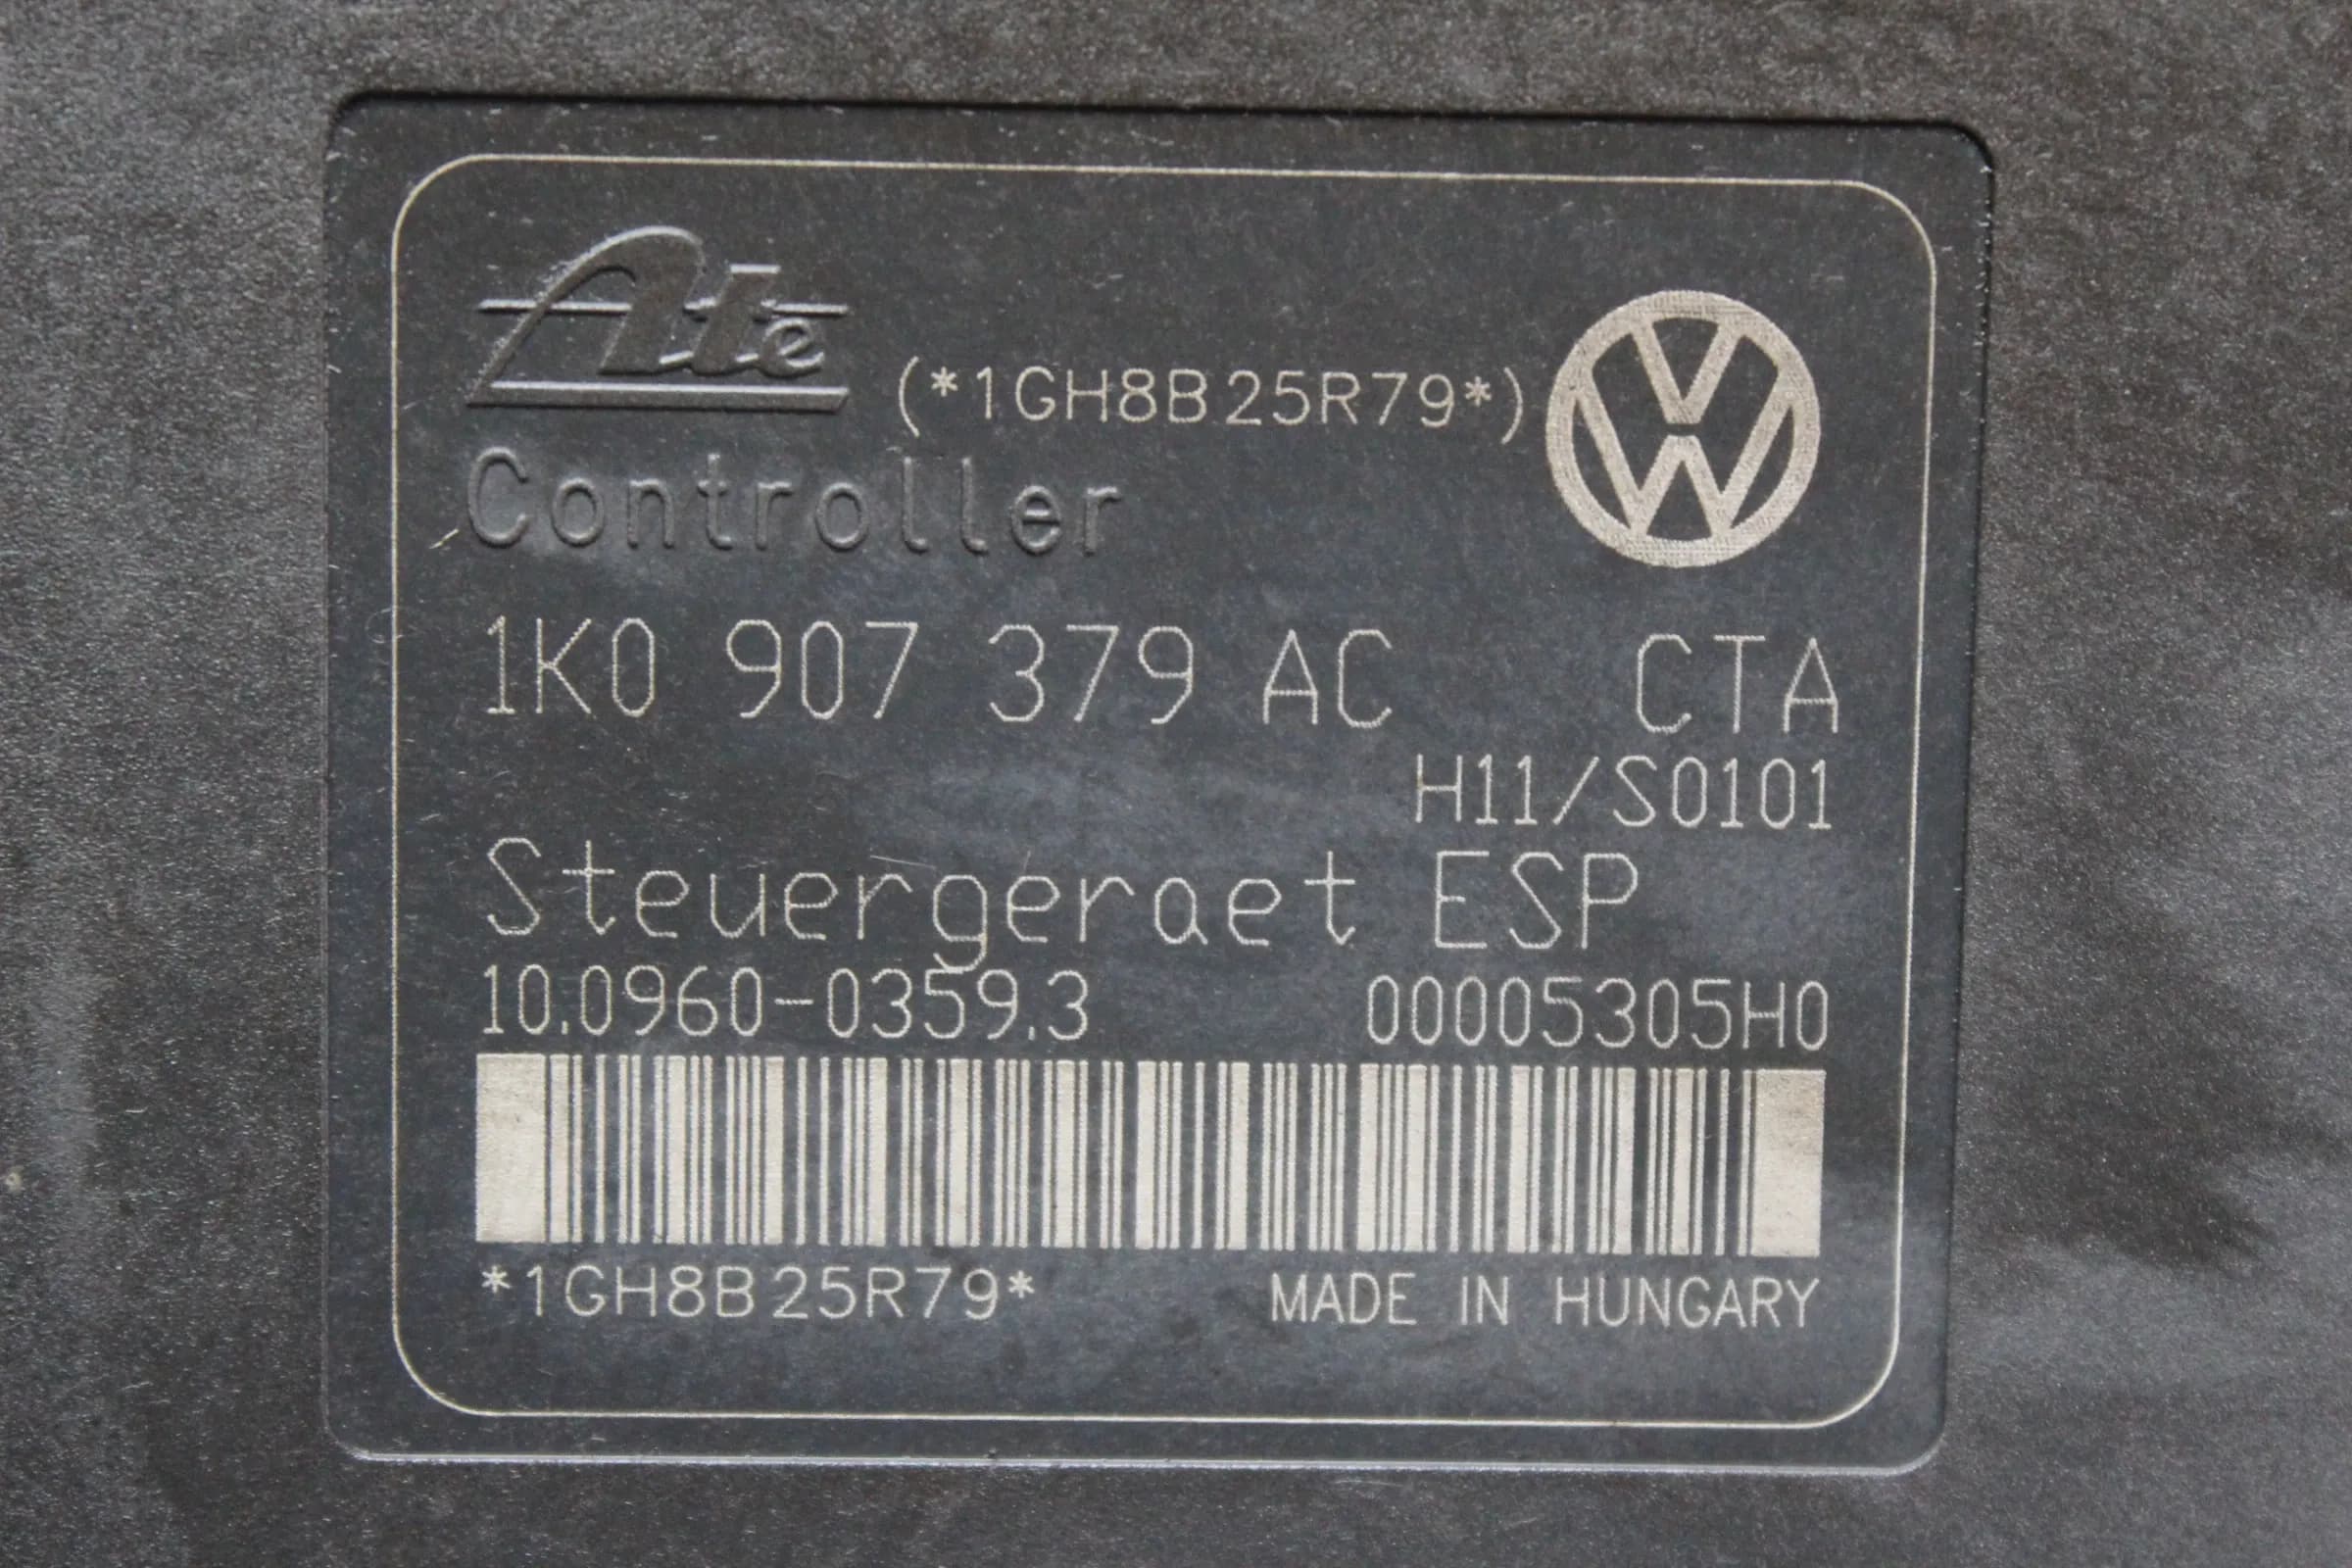 Ate (*1GH8B25R79*)
Controller
1K0 907 379 AC CTA
H11/S0101
Steuergeraet ESP
10.0960-0359.3 00005305H0
*1GH8B25R79* MADE IN HUNGARY